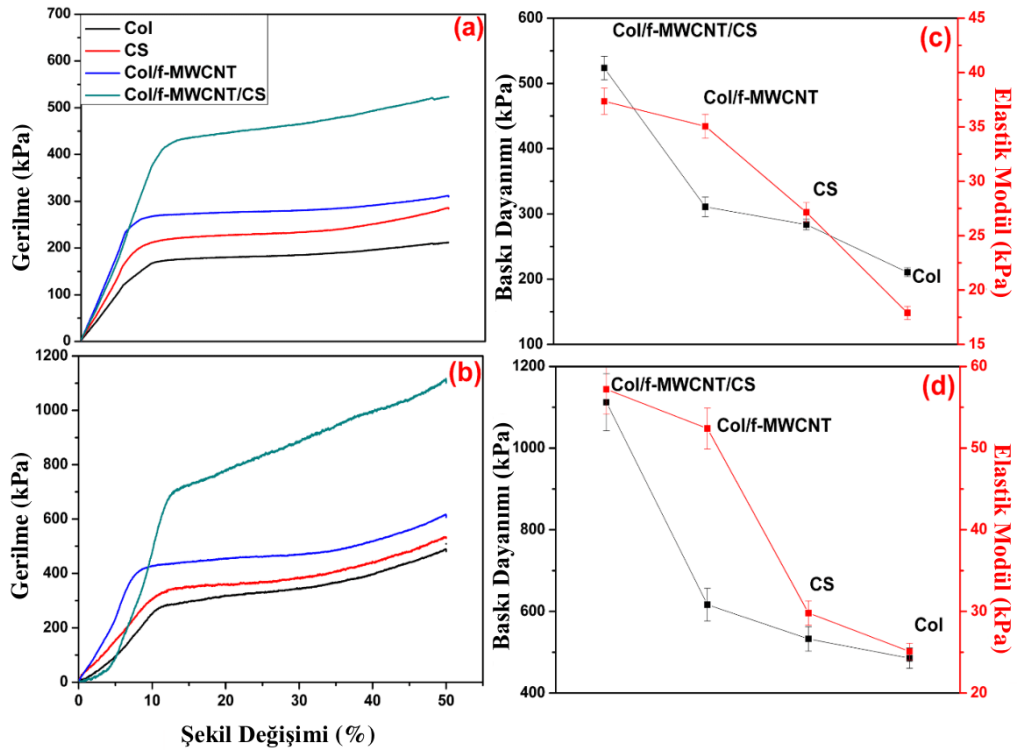 700
600
500
400
300
200
100
0
Gerilme (kPa)
Col
CS
Col/f-MWCNT
Col/f-MWCNT/CS
(a)
1200
1000
800
600
400
200
0
Gerilme (kPa)
(b)
0 10 20 30 40 50
Şekil Değişimi (%)
600
500
400
300
200
100
Baskı Dayanımı (kPa)
Col/f-MWCNT/CS
Col/f-MWCNT
CS
Col
(c)
45
40
35
30
25
20
15
Elastik Modül (kPa)
1200
1000
800
600
400
Baskı Dayanımı (kPa)
Col/f-MWCNT/CS
Col/f-MWCNT
CS
Col
(d)
60
50
40
30
20
Elastik Modül (kPa)